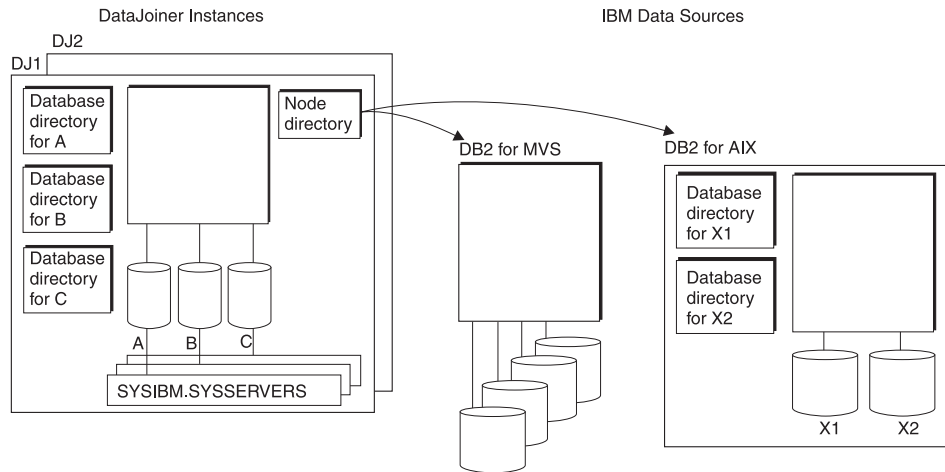 DataJoiner Instances
IBM Data Sources
DJ2
DJ1
Database
directory
for A
Node
directory
Database
directory
for B
Database
directory
for C
A
B
C
SYSIBM.SYSSERVERS
DB2 for MVS
DB2 for AIX
Database
directory
for X1
Database
directory
for X2
X1
X2